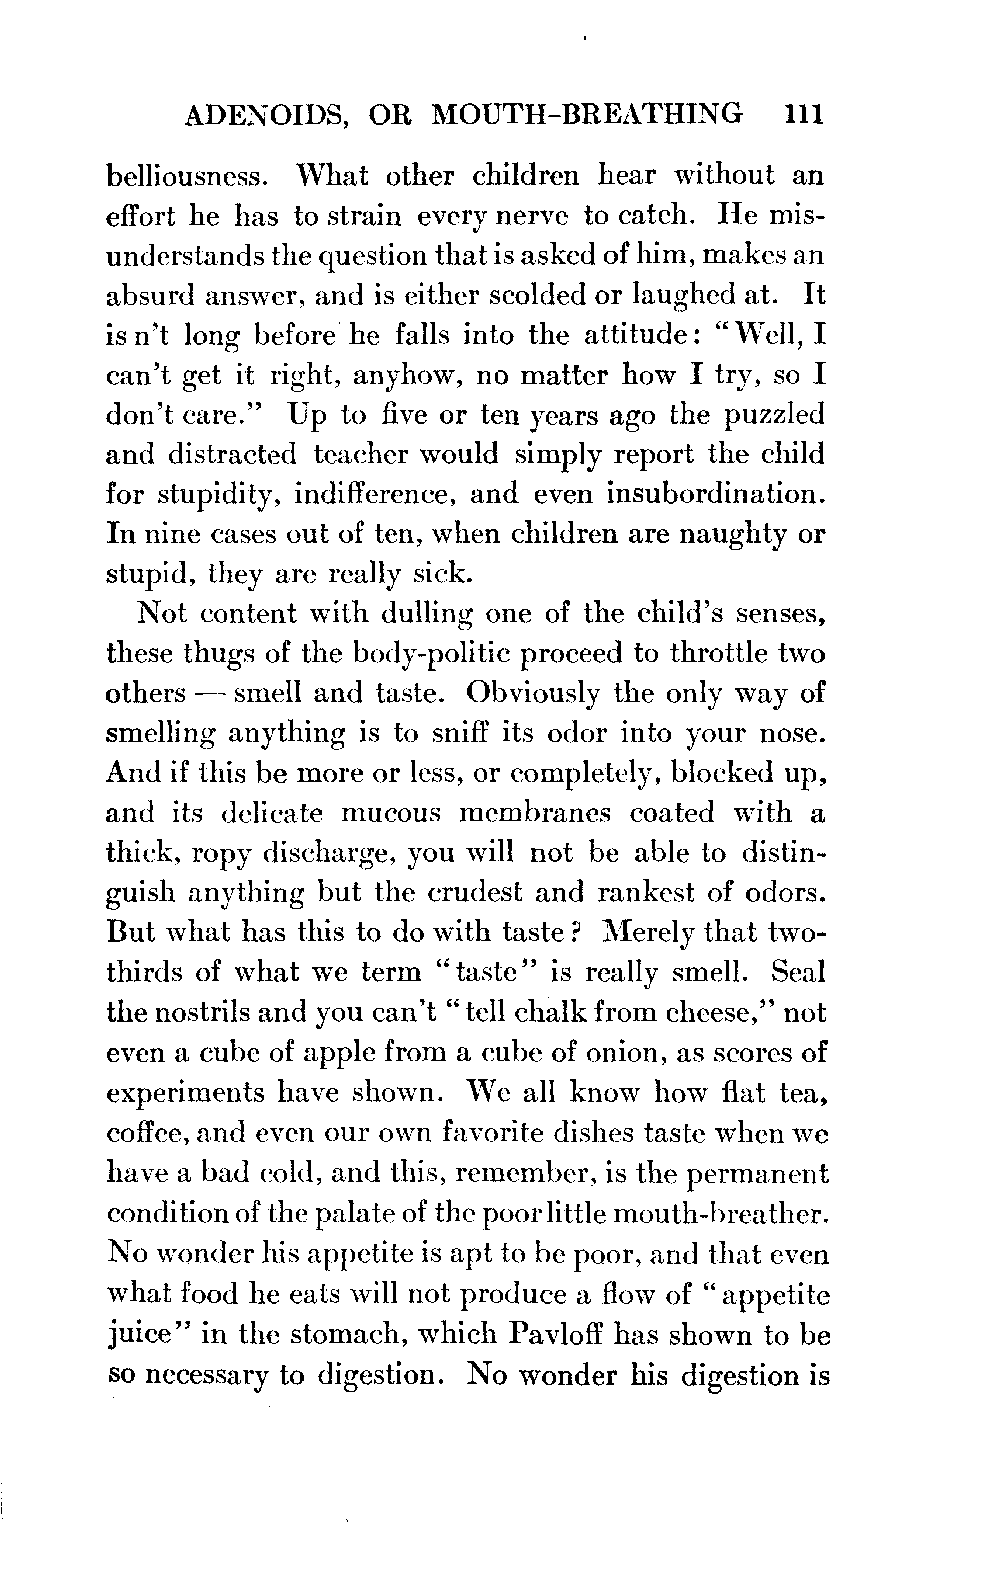 ADENOIDS, OR MOUTH-BREATHING 111
belliousness. What other children hear without an
effort he has to strain every nerve to catch. He mis-
understands the question that is asked of him, makes an
absurd answer, and is either scolded or laughed at. It
is n't long before he falls into the attitude: "Well, I
can't get it right, anyhow, no matter how I try, so I
don't care." Up to five or ten years ago the puzzled
and distracted teacher would simply report the child
for stupidity, indifference, and even insubordination.
In nine cases out of ten, when children are naughty or
stupid, they are really sick.
Not content with dulling one of the child's senses,
these thugs of the body-politic proceed to throttle two
others — smell and taste. Obviously the only way of
smelling anything is to sniff its odor into your nose.
And if this be more or less, or completely, blocked up,
and its delicate mucous membranes coated with a
thick, ropy discharge, you will not be able to distin-
guish anything but the crudest and rankest of odors.
But what has this to do with taste? Merely that two-
thirds of what we term "taste" is really smell. Seal
the nostrils and you can't "tell chalk from cheese," not
even a cube of apple from a cube of onion, as scores of
experiments have shown. We all know how flat tea,
coffee, and even our own favorite dishes taste when we
have a bad cold, and this, remember, is the permanent
condition of the palate of the poor little mouth-breather.
No wonder his appetite is apt to be poor, and that even
what food he eats will not produce a flow of "appetite
juice" in the stomach, which Pavloff has shown to be
so necessary to digestion. No wonder his digestion is